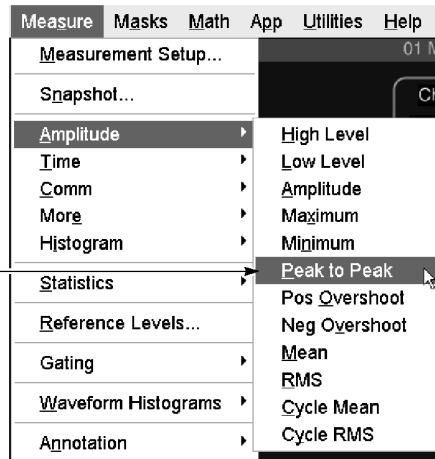 Measure Masks Math App Utilities Help
01 M
Measurement Setup...
Snapshot...
Ch
Amplitude
Time
Comm
More
Histogram
Statistics
Reference Levels...
Gating
Waveform Histograms
Annotation
High Level
Low Level
Amplitude
Maximum
Minimum
Peak to Peak
Pos Overshoot
Neg Overshoot
Mean
RMS
Cycle Mean
Cycle RMS